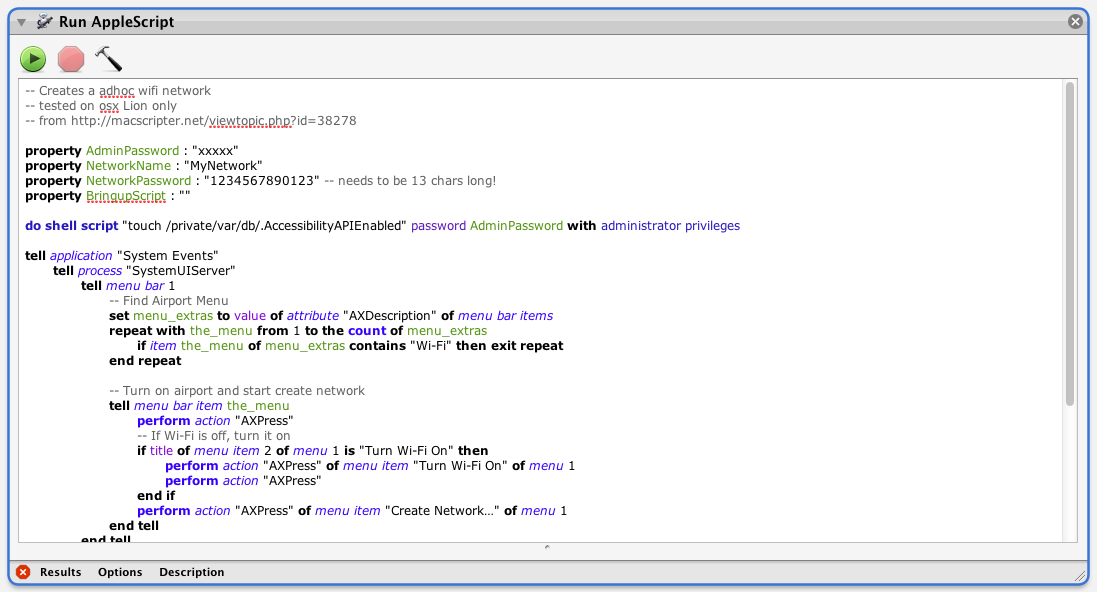 Run AppleScript
-- Creates a adhoc wifi network
-- tested on osx Lion only
-- from http://macscripter.net/viewtopic.php?id=38278
property AdminPassword : "xxxxx"
property NetworkName : "MyNetwork"
property NetworkPassword : "1234567890123" -- needs to be 13 chars long!
property BringupScript : ""
do shell script "touch /private/var/db/.AccessibilityAPIEnabled" password AdminPassword with administrator privileges
tell application "System Events"
tell process "SystemUIServer"
tell menu bar 1
-- Find Airport Menu
set menu_extras to value of attribute "AXDescription" of menu bar items
repeat with the_menu from 1 to the count of menu_extras
if item the_menu of menu_extras contains "Wi-Fi" then exit repeat
end repeat
-- Turn on airport and start create network
tell menu bar item the_menu
perform action "AXPress"
-- If Wi-Fi is off, turn it on
if title of menu item 2 of menu 1 is "Turn Wi-Fi On" then
perform action "AXPress" of menu item "Turn Wi-Fi On" of menu 1
perform action "AXPress"
end if
perform action "AXPress" of menu item "Create Network…" of menu 1
end tell
end tell
Results Options Description